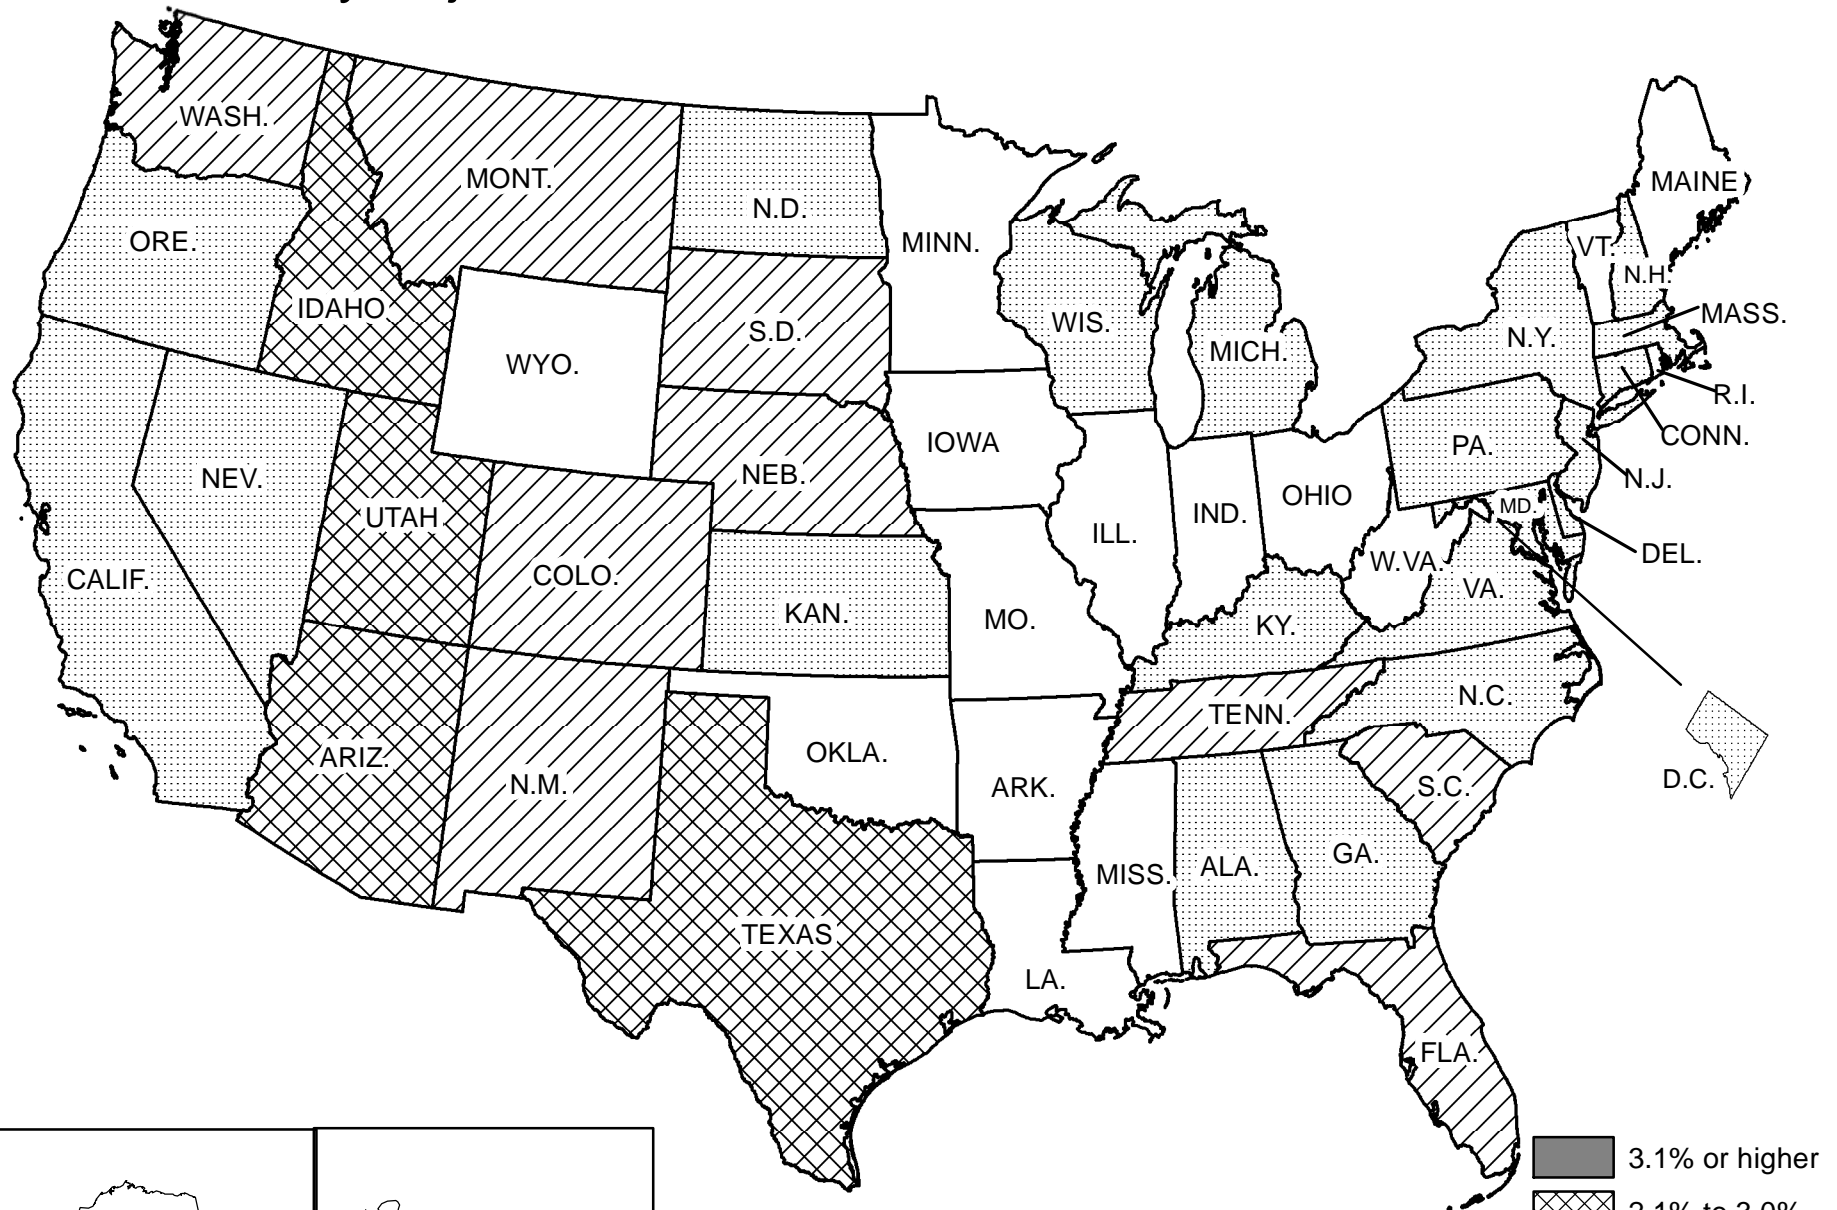 WASH.
MONT.
N.D.
MINN.
MAINE
ORE.
IDAHO
WYO.
S.D.
WIS.
MICH.
N.Y.
VT.
N.H.
MASS.
R.I.
CONN.
N.J.
PA.
NEV.
UTAH
COLO.
NEB.
IOWA
ILL.
IND.
OHIO
MD.
DEL.
W.VA.
VA.
CALIF.
KAN.
MO.
KY.
N.C.
TENN.
ARIZ.
N.M.
OKLA.
ARK.
S.C.
D.C.
MISS.
ALA.
GA.
TEXAS
LA.
FLA.
3.1% or higher